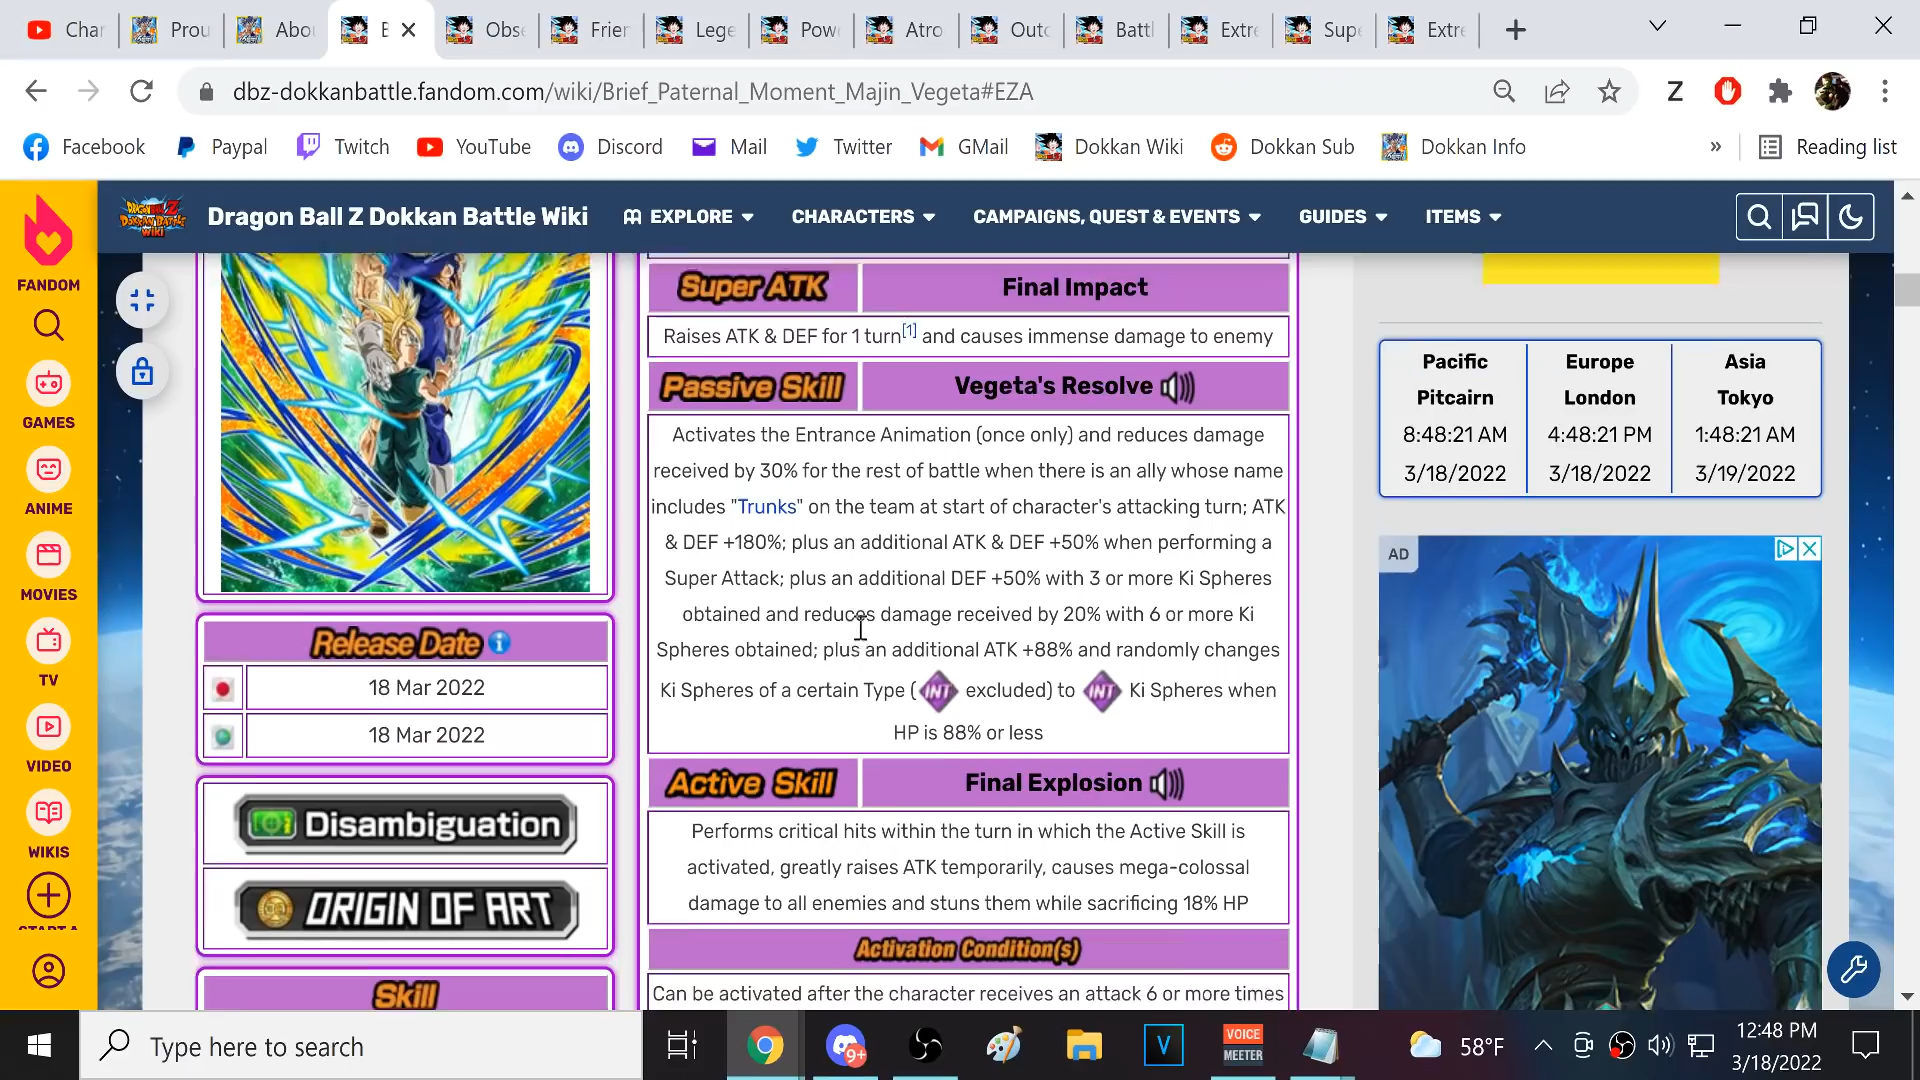 Char
Prou
Abo
E
Obs
Frier
Lege
Pow
Atro
Outc
Battl
Extre
Supe
Extre
dbz-dokkanbattle.fandom.com/wiki/Brief_Paternal_Moment_Majin_Vegeta#EZA
Z
Facebook
Paypal
Twitch
YouTube
Discord
Mail
Twitter
GMail
Dokkan Wiki
Dokkan Sub
Dokkan Info
»
Reading list
FANDOM
GAMES
ANIME
MOVIES
TV
VIDEO
WIKIS
START A
Dragon Ball Z Dokkan Battle Wiki
EXPLORE
CHARACTERS
CAMPAIGNS, QUEST & EVENTS
GUIDES
ITEMS
Release Date
18 Mar 2022
18 Mar 2022
Disambiguation
ORIGIN OF ART
Skill
Super ATK
Final Impact
Raises ATK & DEF for 1 turn[1] and causes immense damage to enemy
Passive Skill
Vegeta's Resolve
Activates the Entrance Animation (once only) and reduces damage
received by 30% for the rest of battle when there is an ally whose name
includes "Trunks" on the team at start of character's attacking turn; ATK
& DEF +180%; plus an additional ATK & DEF +50% when performing a
Super Attack; plus an additional DEF +50% with 3 or more Ki Spheres
obtained and reduces damage received by 20% with 6 or more Ki
Spheres obtained; plus an additional ATK +88% and randomly changes
Ki Spheres of a certain Type (INT excluded) to INT Ki Spheres when
HP is 88% or less
Active Skill
Final Explosion
Performs critical hits within the turn in which the Active Skill is
activated, greatly raises ATK temporarily, causes mega-colossal
damage to all enemies and stuns them while sacrificing 18% HP
Activation Condition(s)
Can be activated after the character receives an attack 6 or more times
Pacific
Pitcairn
8:48:21 AM
3/18/2022
Europe
London
4:48:21 PM
3/18/2022
Asia
Tokyo
1:48:21 AM
3/19/2022
AD
Type here to search
9+
V
VOICE
MEETER
58°F
12:48 PM
3/18/2022